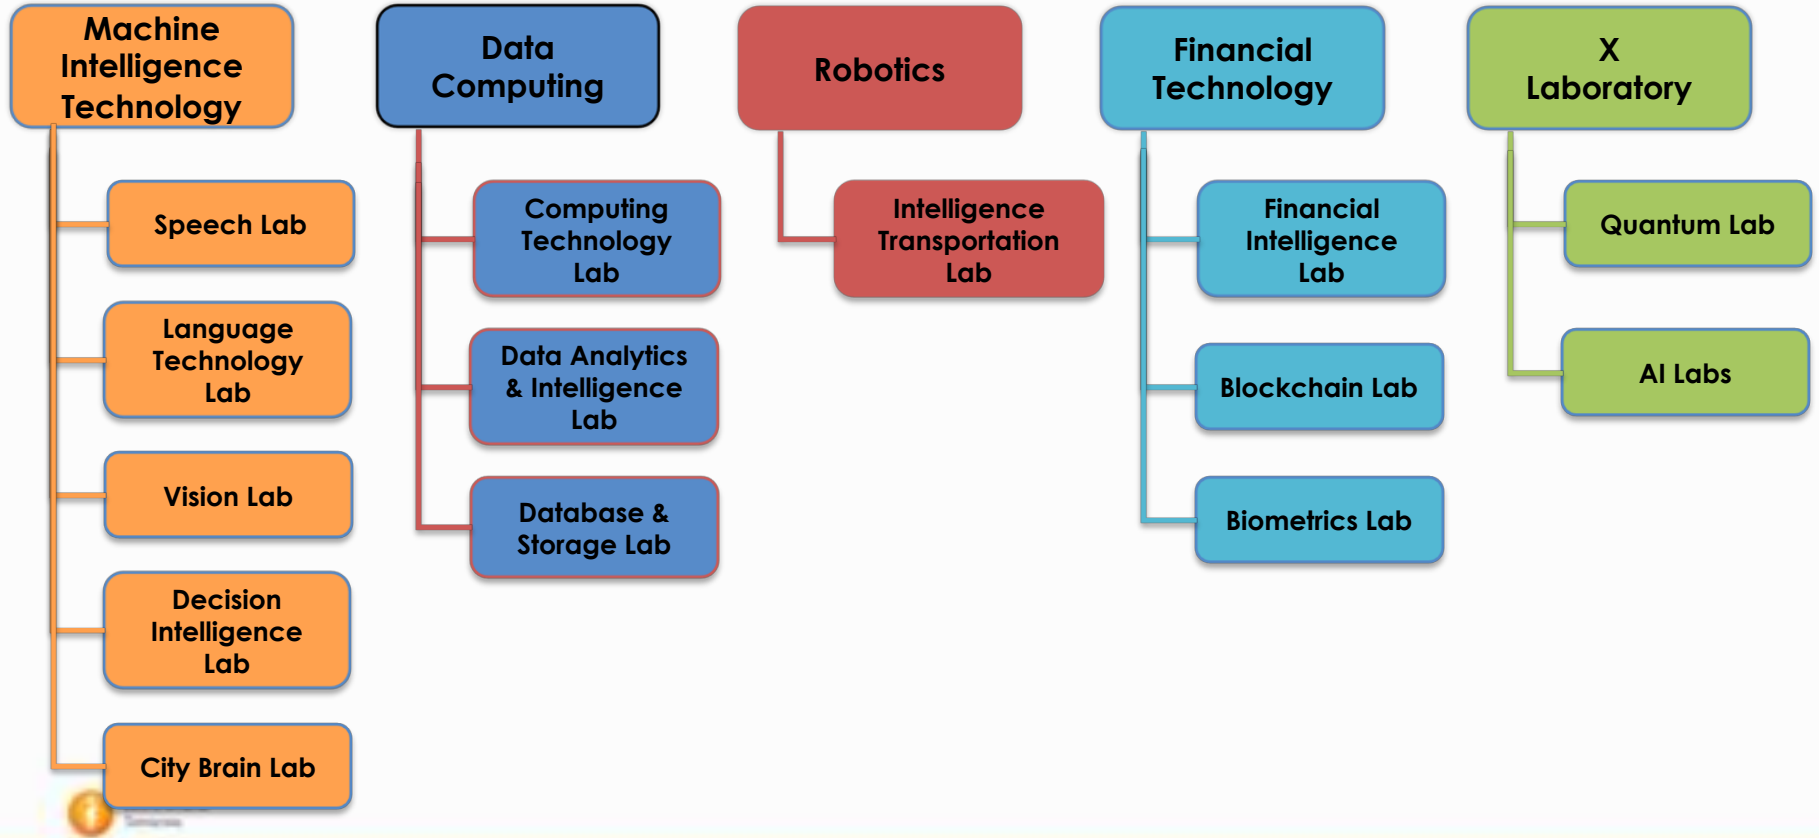 Machine
Intelligence
Technology
Speech Lab
Language
Technology
Lab
Vision Lab
Decision
Intelligence
Lab
City Brain Lab
Data
Computing
Computing
Technology
Lab
Data Analytics
& Intelligence
Lab
Database &
Storage Lab
Robotics
Intelligence
Transportation
Lab
Financial
Technology
Financial
Intelligence
Lab
Blockchain Lab
Biometrics Lab
X
Laboratory
Quantum Lab
AI Labs